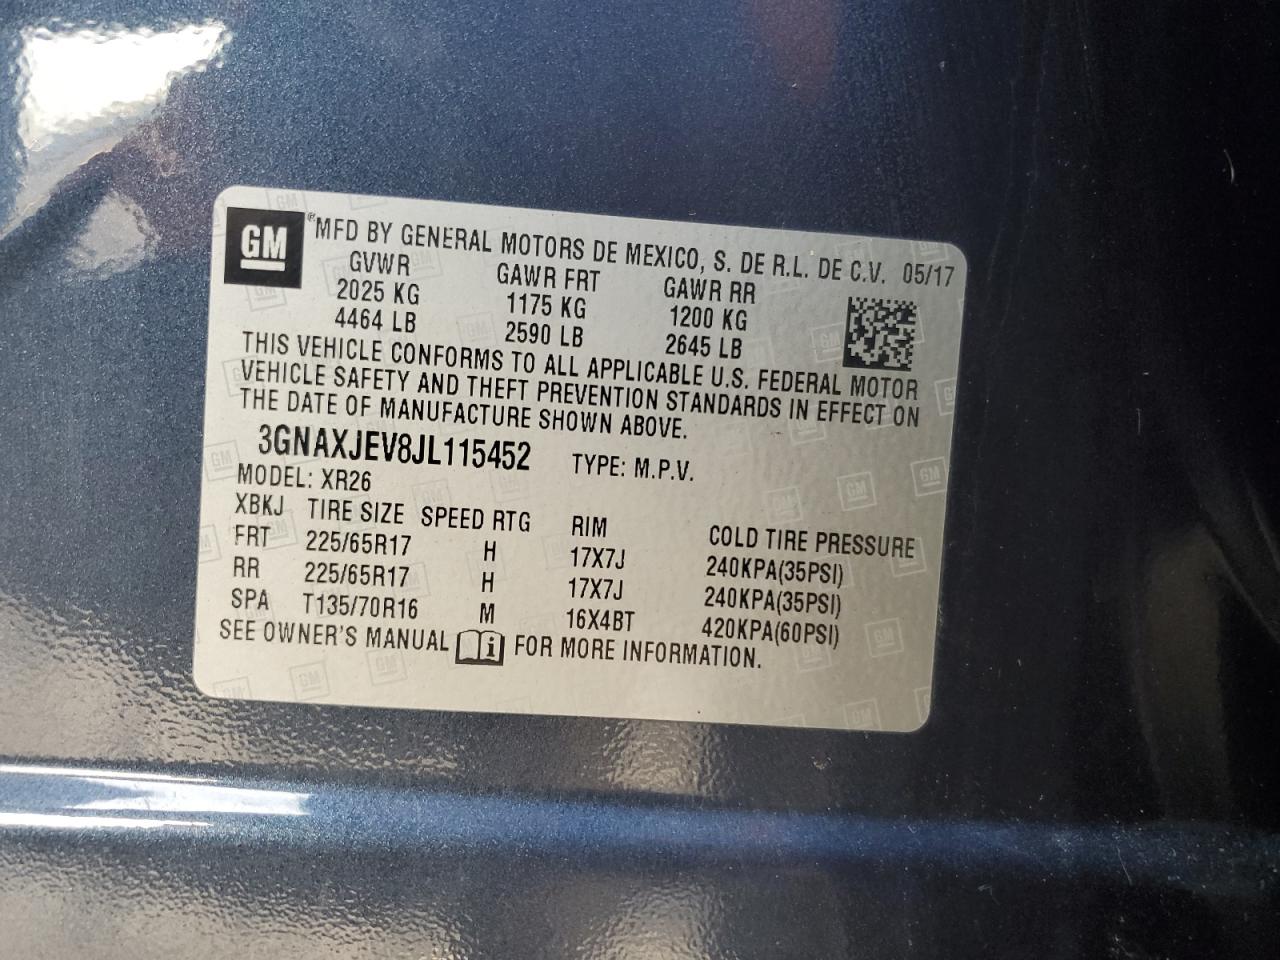 GM ® MFD BY GENERAL MOTORS DE MEXICO, S. DE R.L. DE C.V. 05/17
GVWR GAWR FRT GAWR RR
2025 KG 1175 KG 1200 KG
4464 LB 2590 LB 2645 LB
THIS VEHICLE CONFORMS TO ALL APPLICABLE U.S. FEDERAL MOTOR
VEHICLE SAFETY AND THEFT PREVENTION STANDARDS IN EFFECT ON
THE DATE OF MANUFACTURE SHOWN ABOVE.
3GNAXJEV8JL115452 TYPE: M.P.V.
MODEL: XR26
XBKJ TIRE SIZE SPEED RTG RIM COLD TIRE PRESSURE
FRT 225/65R17 H 17X7J 240KPA(35PSI)
RR 225/65R17 H 17X7J 240KPA(35PSI)
SPA T135/70R16 M 16X4BT 420KPA(60PSI)
SEE OWNER'S MANUAL i FOR MORE INFORMATION.